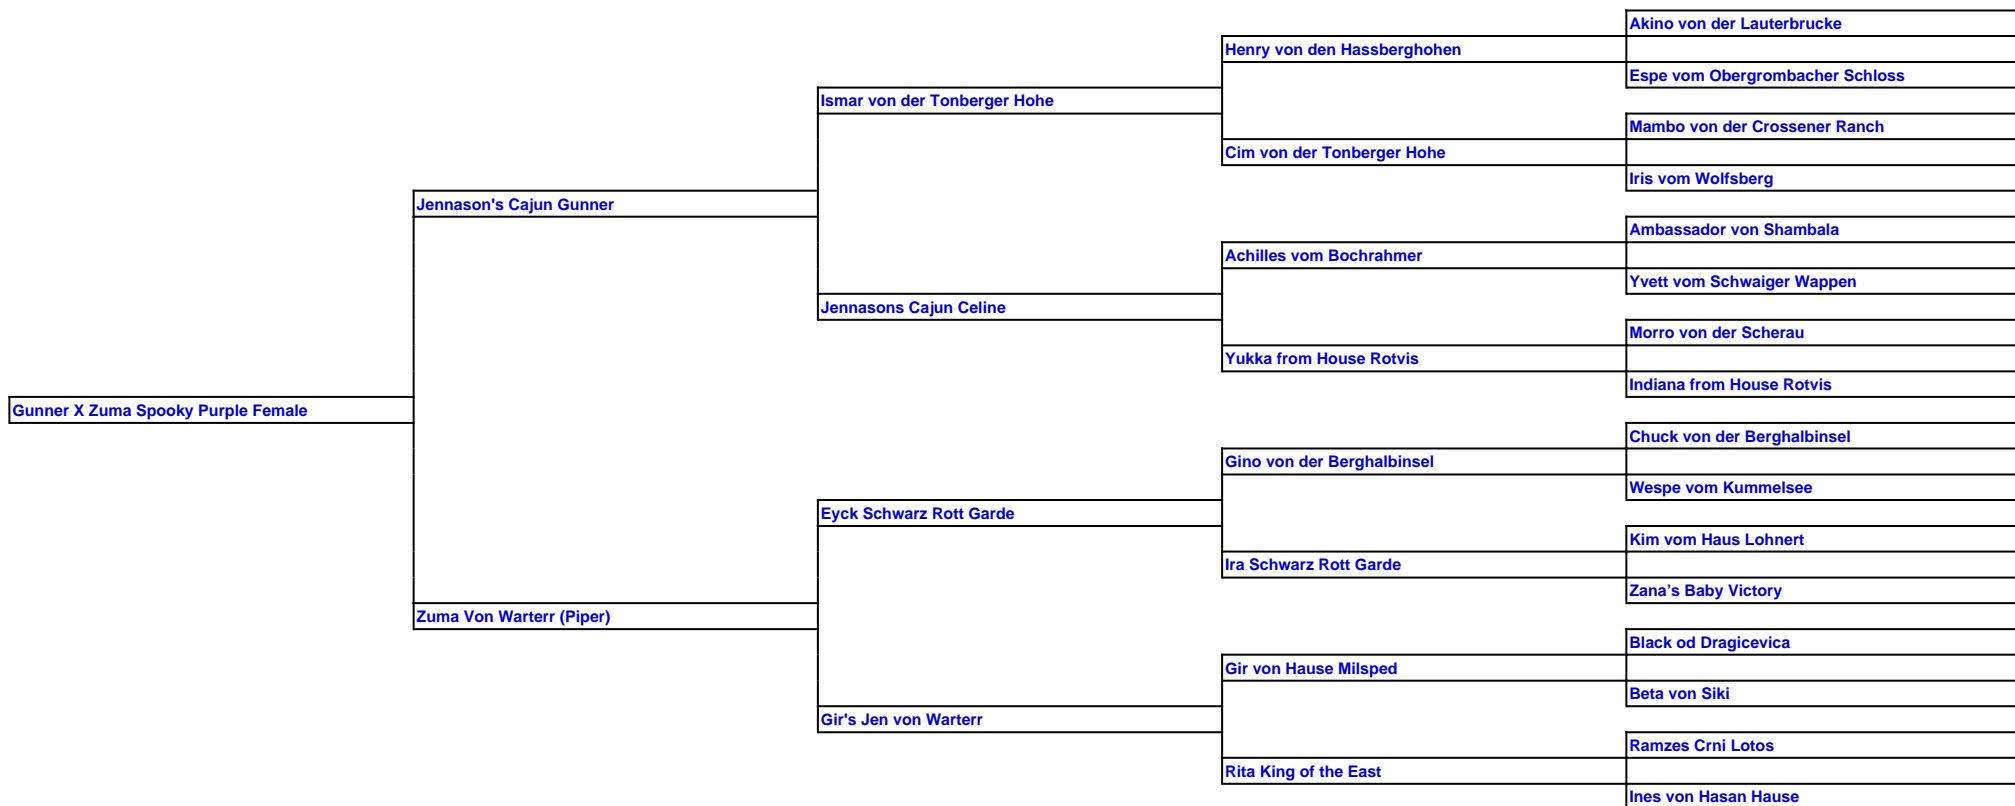 Akino von der Lauterbrucke
Henry von den Hassberghohen
Espe vom Obergrombacher Schloss
Ismar von der Tonberger Hohe
Mambo von der Crossener Ranch
Cim von der Tonberger Hohe
Iris vom Wolfsberg
Jennason's Cajun Gunner
Ambassador von Shambala
Achilles vom Bochrahmer
Yvett vom Schwaiger Wappen
Jennasons Cajun Celine
Morro von der Scherau
Yukka from House Rotvis
Indiana from House Rotvis
Gunner X Zuma Spooky Purple Female
Chuck von der Berghalbinsel
Gino von der Berghalbinsel
Wespe vom Kummelsee
Eyck Schwarz Rott Garde
Kim vom Haus Lohnert
Ira Schwarz Rott Garde
Zana’s Baby Victory
Zuma Von Warterr (Piper)
Black od Dragicevica
Gir von Hause Milsped
Beta von Siki
Gir's Jen von Warterr
Ramzes Crni Lotos
Rita King of the East
Ines von Hasan Hause